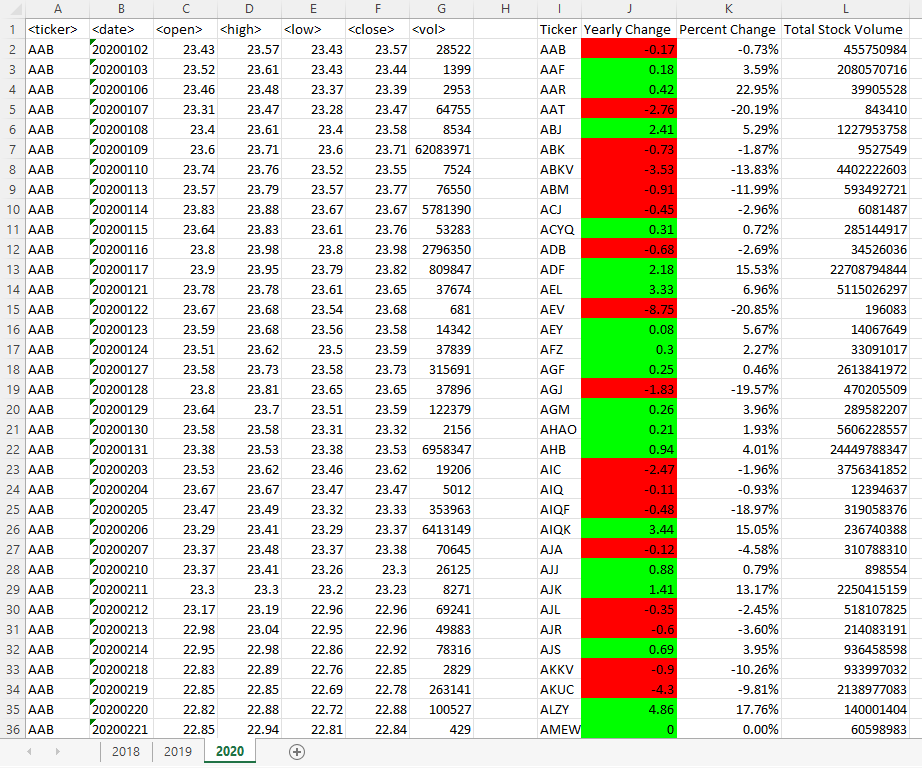 A B C D E F G H I J K L
1 <ticker> <date> <open> <high> <low> <close> <vol> Ticker Yearly Change Percent Change Total Stock Volume
2 AAB 20200102 23.43 23.57 23.43 23.57 28522 AAB -0.17 -0.73% 455750984
3 AAB 20200103 23.52 23.61 23.43 23.44 1399 AAF 0.18 3.59% 2080570716
4 AAB 20200106 23.46 23.48 23.37 23.39 2953 AAR 0.42 22.95% 39905528
5 AAB 20200107 23.31 23.47 23.28 23.47 64755 AAT -2.76 -20.19% 843410
6 AAB 20200108 23.4 23.61 23.4 23.58 8534 ABJ 2.41 5.29% 1227953758
7 AAB 20200109 23.6 23.71 23.6 23.71 62083971 ABK -0.73 -1.87% 9527549
8 AAB 20200110 23.74 23.76 23.52 23.55 7524 ABKV -3.53 -13.83% 4402222603
9 AAB 20200113 23.57 23.79 23.57 23.77 76550 ABM -0.91 -11.99% 593492721
10 AAB 20200114 23.83 23.88 23.67 23.67 5781390 ACJ -0.45 -2.96% 6081487
11 AAB 20200115 23.64 23.83 23.61 23.76 53283 ACYQ 0.31 0.72% 285144917
12 AAB 20200116 23.8 23.98 23.8 23.98 2796350 ADB -0.68 -2.69% 34526036
13 AAB 20200117 23.9 23.95 23.79 23.82 809847 ADF 2.18 15.53% 22708794844
14 AAB 20200121 23.78 23.78 23.61 23.65 37674 AEL 3.33 6.96% 5115026297
15 AAB 20200122 23.67 23.68 23.54 23.68 681 AEV -8.75 -20.85% 196083
16 AAB 20200123 23.59 23.68 23.56 23.58 14342 AEY 0.08 5.67% 14067649
17 AAB 20200124 23.51 23.62 23.5 23.59 37839 AFZ 0.3 2.27% 33091017
18 AAB 20200127 23.58 23.73 23.58 23.73 315691 AGF 0.25 0.46% 2613841972
19 AAB 20200128 23.8 23.81 23.65 23.65 37896 AGJ -1.83 -19.57% 470205509
20 AAB 20200129 23.64 23.7 23.51 23.59 122379 AGM 0.26 3.96% 289582207
21 AAB 20200130 23.58 23.58 23.31 23.32 2156 AHAO 0.21 1.93% 5606228557
22 AAB 20200131 23.38 23.53 23.38 23.53 6958347 AHB 0.94 4.01% 24449788347
23 AAB 20200203 23.53 23.62 23.46 23.62 19206 AIC -2.47 -1.96% 3756341852
24 AAB 20200204 23.67 23.67 23.47 23.47 5012 AIQ -0.11 -0.93% 12394637
25 AAB 20200205 23.47 23.49 23.32 23.33 353963 AIQF -0.48 -18.97% 319058376
26 AAB 20200206 23.29 23.41 23.29 23.37 6413149 AIQK 3.44 15.05% 236740388
27 AAB 20200207 23.37 23.48 23.37 23.38 70645 AJA -0.12 -4.58% 310788310
28 AAB 20200210 23.37 23.41 23.26 23.3 26125 AJJ 0.88 0.79% 898554
29 AAB 20200211 23.3 23.3 23.2 23.23 8271 AJK 1.41 13.17% 2250415159
30 AAB 20200212 23.17 23.19 22.96 22.96 69241 AJL -0.35 -2.45% 518107825
31 AAB 20200213 22.98 23.04 22.95 22.96 49883 AJR -0.6 -3.60% 214083191
32 AAB 20200214 22.95 22.98 22.86 22.92 78316 AJS 0.69 3.95% 936458598
33 AAB 20200218 22.83 22.89 22.76 22.85 2829 AKKV -0.9 -10.26% 933997032
34 AAB 20200219 22.85 22.85 22.69 22.78 263141 AKUC -4.3 -9.81% 2138977083
35 AAB 20200220 22.82 22.88 22.72 22.88 100527 ALZY 4.86 17.76% 140001404
36 AAB 20200221 22.85 22.94 22.81 22.84 429 AMEW 0 0.00% 60598983
2018 2019 2020